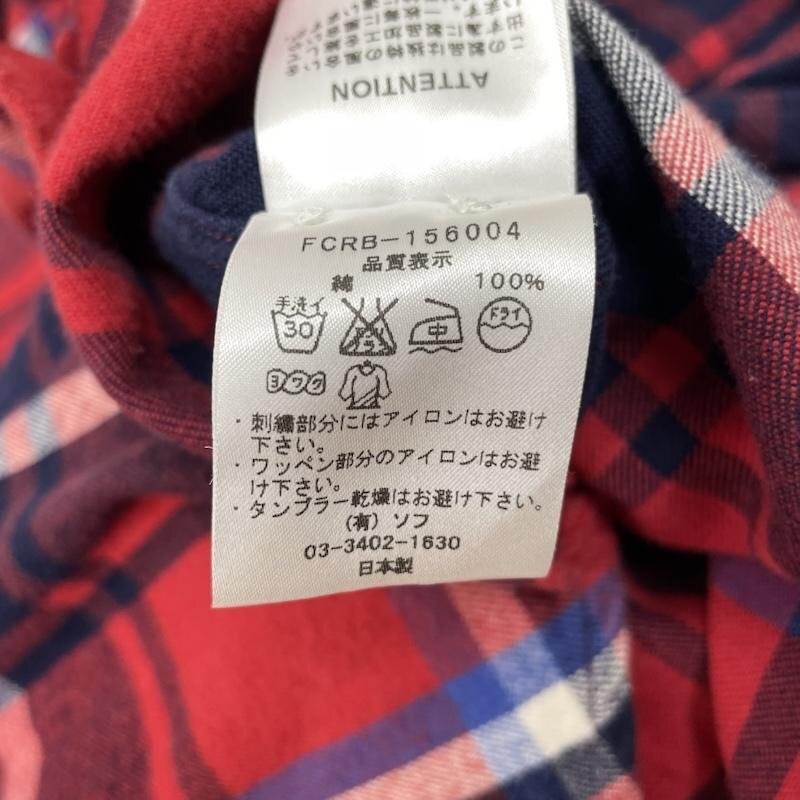 ATTENTION
FCRB-156004
品質表示
綿 100%
手洗イ
30
中
ドライ
ヨワク
・刺繍部分にはアイロンはお避け
下さい。
・ワッペン部分のアイロンはお避
け下さい。
・タンブラー乾燥はお避け下さい。
(有) ソフ
03-3402-1630
日本製